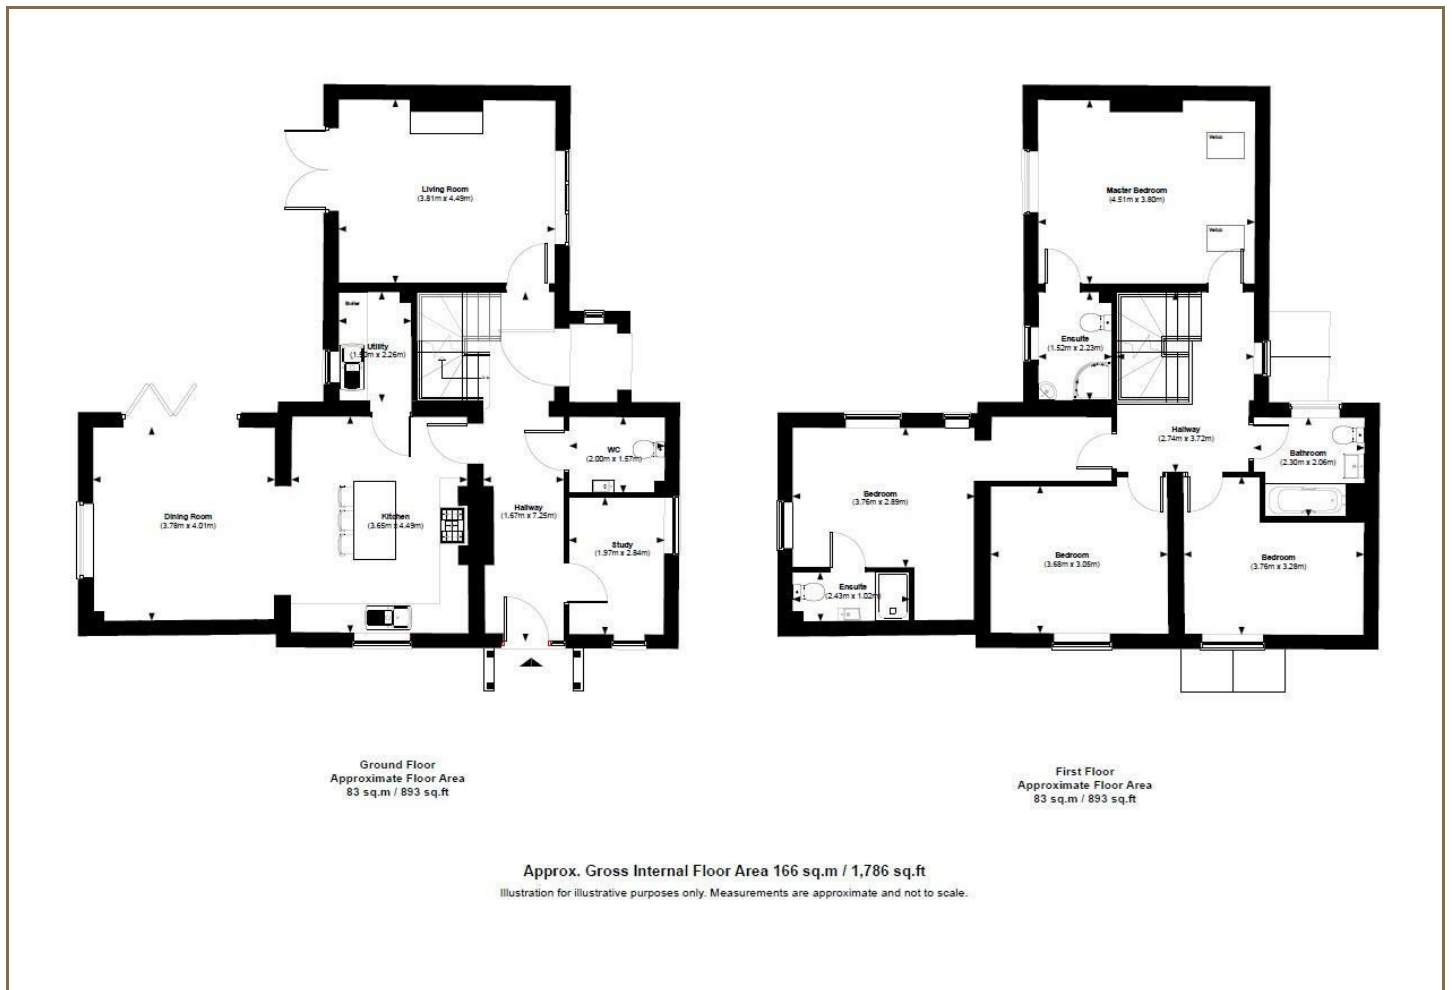 Living Room
(3.81m x 4.49m)
Boiler
Utility
(1.50m x 2.26m)
WC
(2.00m x 1.57m)
Dining Room
(3.78m x 4.01m)
Kitchen
(3.65m x 4.49m)
Hallway
(1.67m x 7.25m)
Study
(1.97m x 2.84m)
Ground Floor
Approximate Floor Area
83 sq.m / 893 sq.ft
Velux
Master Bedroom
(4.51m x 3.80m)
Velux
Ensuite
(1.52m x 2.23m)
Hallway
(2.74m x 3.72m)
Bathroom
(2.30m x 2.06m)
Bedroom
(3.76m x 2.89m)
Bedroom
(3.68m x 3.05m)
Bedroom
(3.76m x 3.28m)
Ensuite
(2.43m x 1.02m)
First Floor
Approximate Floor Area
83 sq.m / 893 sq.ft
Approx. Gross Internal Floor Area 166 sq.m / 1,786 sq.ft
Illustration for illustrative purposes only. Measurements are approximate and not to scale.